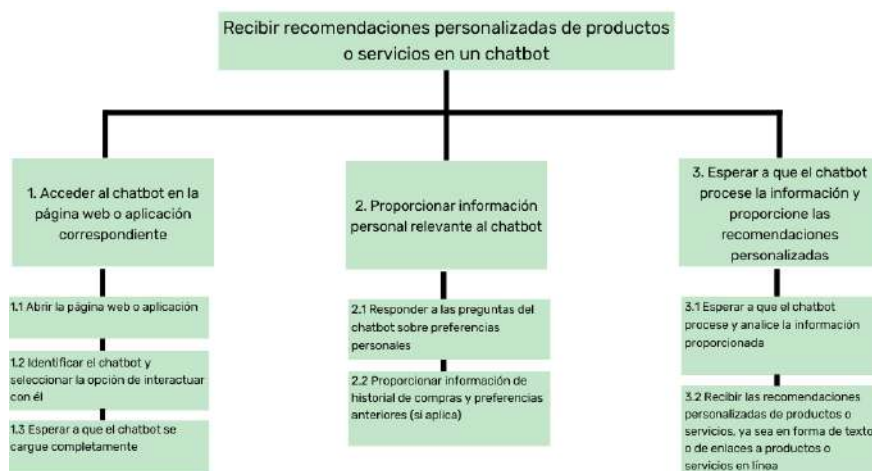 Recibir recomendaciones personalizadas de productos
o servicios en un chatbot
1. Acceder al chatbot en la
página web o aplicación
correspondiente
1.1 Abrir la página web o aplicación
1.2 Identificar el chatbot y
seleccionar la opción de interactuar
con él
1.3 Esperar a que el chatbot se
cargue completamente
2. Proporcionar información
personal relevante al chatbot
2.1 Responder a las preguntas del
chatbot sobre preferencias
personales
2.2 Proporcionar información de
historial de compras y preferencias
anteriores (si aplica)
3. Esperar a que el chatbot
procese la información y
proporcione las
recomendaciones
personalizadas
3.1 Esperar a que el chatbot
procese y analice la información
proporcionada
3.2 Recibir las recomendaciones
personalizadas de productos o
servicios, ya sea en forma de texto
o de enlaces a productos o
servicios en línea